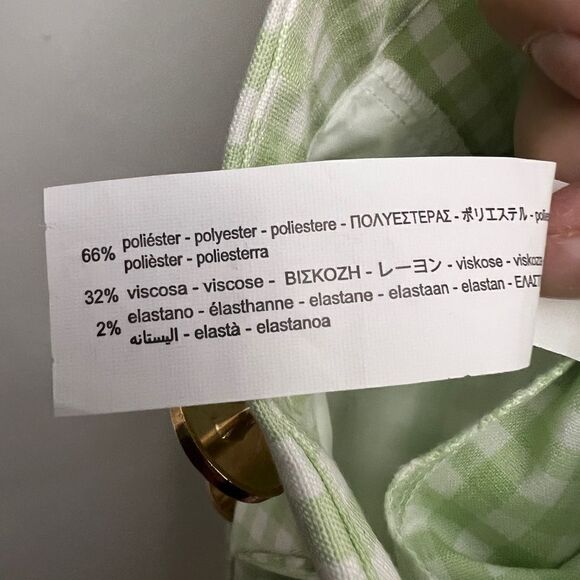 66% poliéster - polyester - poliestere - ΠΟΛΥΕΣΤΕΡΑΣ - ポリエステル -
polièster - poliesterra
32% viscosa - viscose - ΒΙΣΚΟΖΗ - レーヨン - viskose -
2% elastano - élasthanne - elastane - elastaan - elastan -
اليستانه - elastà - elastanoa